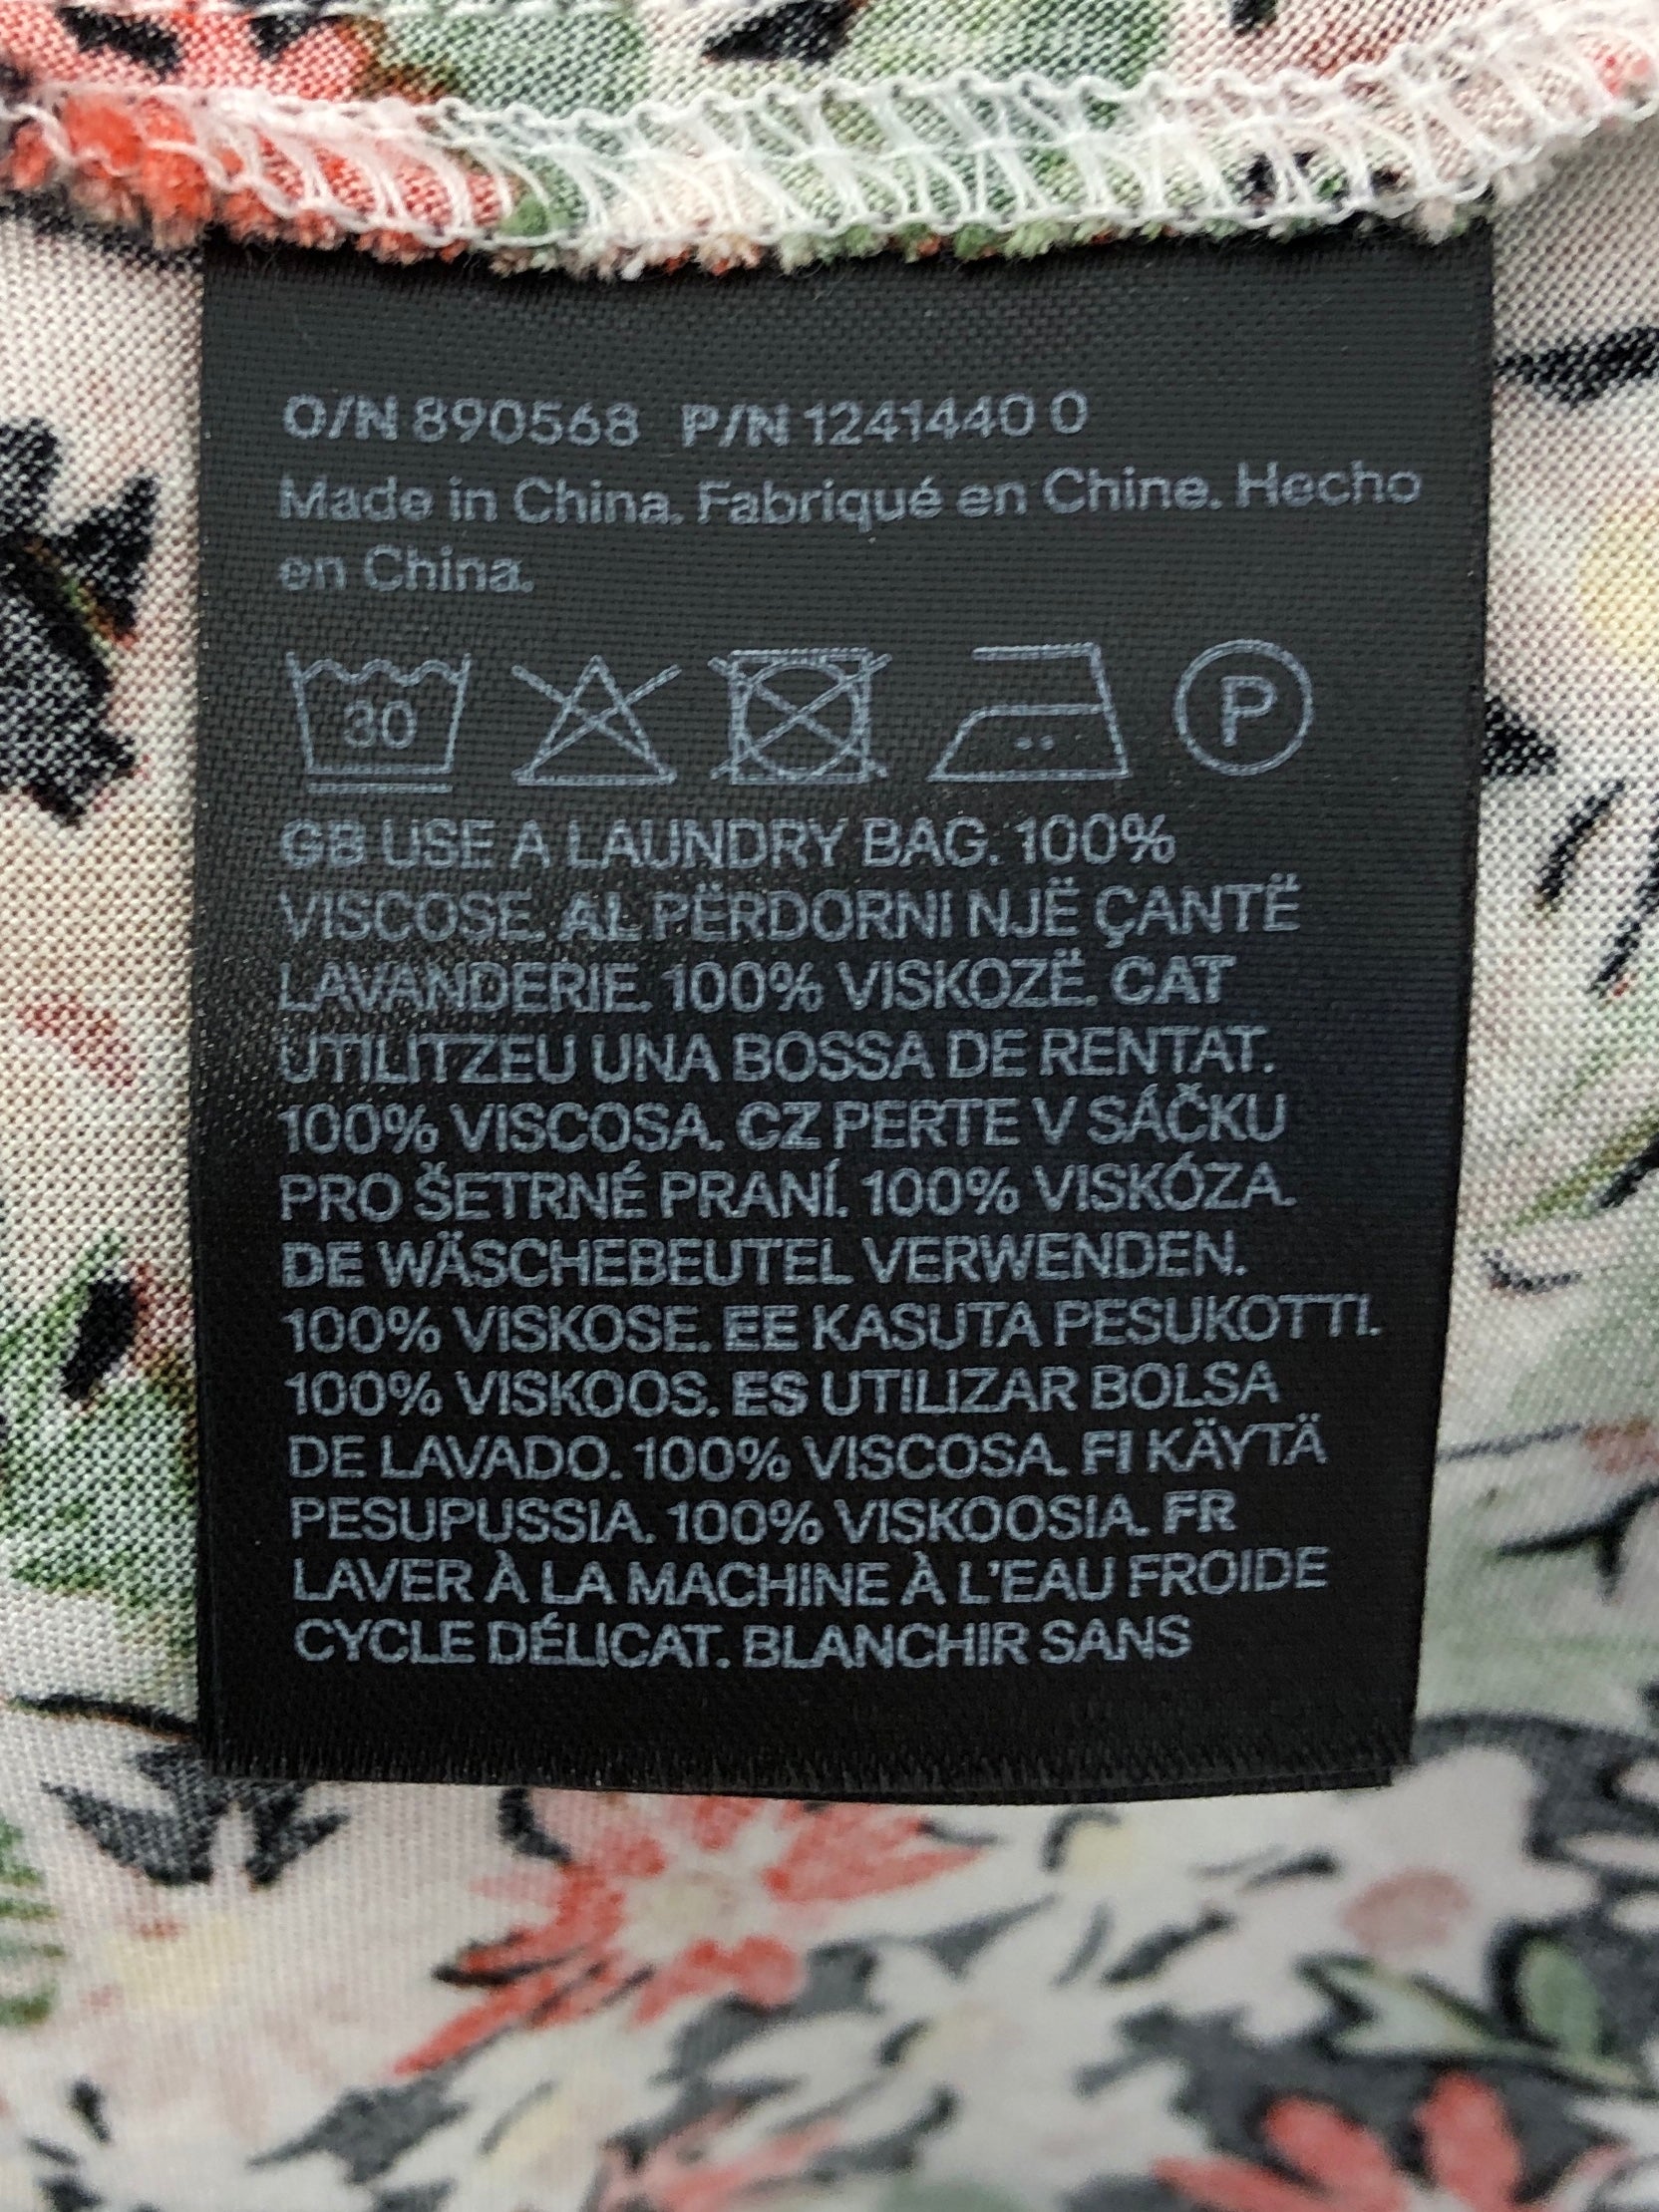 O/N 890568 P/N 1241440 0
Made in China. Fabriqué en Chine. Hecho
en China.
30
P
GB USE A LAUNDRY BAG. 100%
VISCOSE. AL PËRDORNI NJË ÇANTË
LAVANDERIE. 100% VISKOZË. CAT
UTILITZEU UNA BOSSA DE RENTAT.
100% VISCOSA. CZ PERTE V SÁČKU
PRO ŠETRNÉ PRANÍ. 100% VISKÓZA.
DE WÄSCHEBEUTEL VERWENDEN.
100% VISKOSE. EE KASUTA PESUKOTTI.
100% VISKOOS. ES UTILIZAR BOLSA
DE LAVADO. 100% VISCOSA. FI KÄYTÄ
PESUPUSSIA. 100% VISKOOSIA. FR
LAVER À LA MACHINE À L'EAU FROIDE
CYCLE DÉLICAT. BLANCHIR SANS